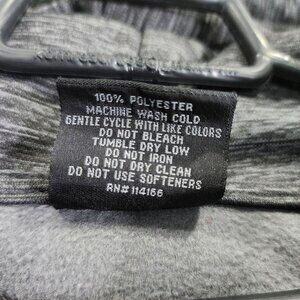 100% POLYESTER
MACHINE WASH COLD
GENTLE CYCLE WITH LIKE COLORS
DO NOT BLEACH
TUMBLE DRY LOW
DO NOT IRON
DO NOT DRY CLEAN
DO NOT USE SOFTENERS
RN# 114166